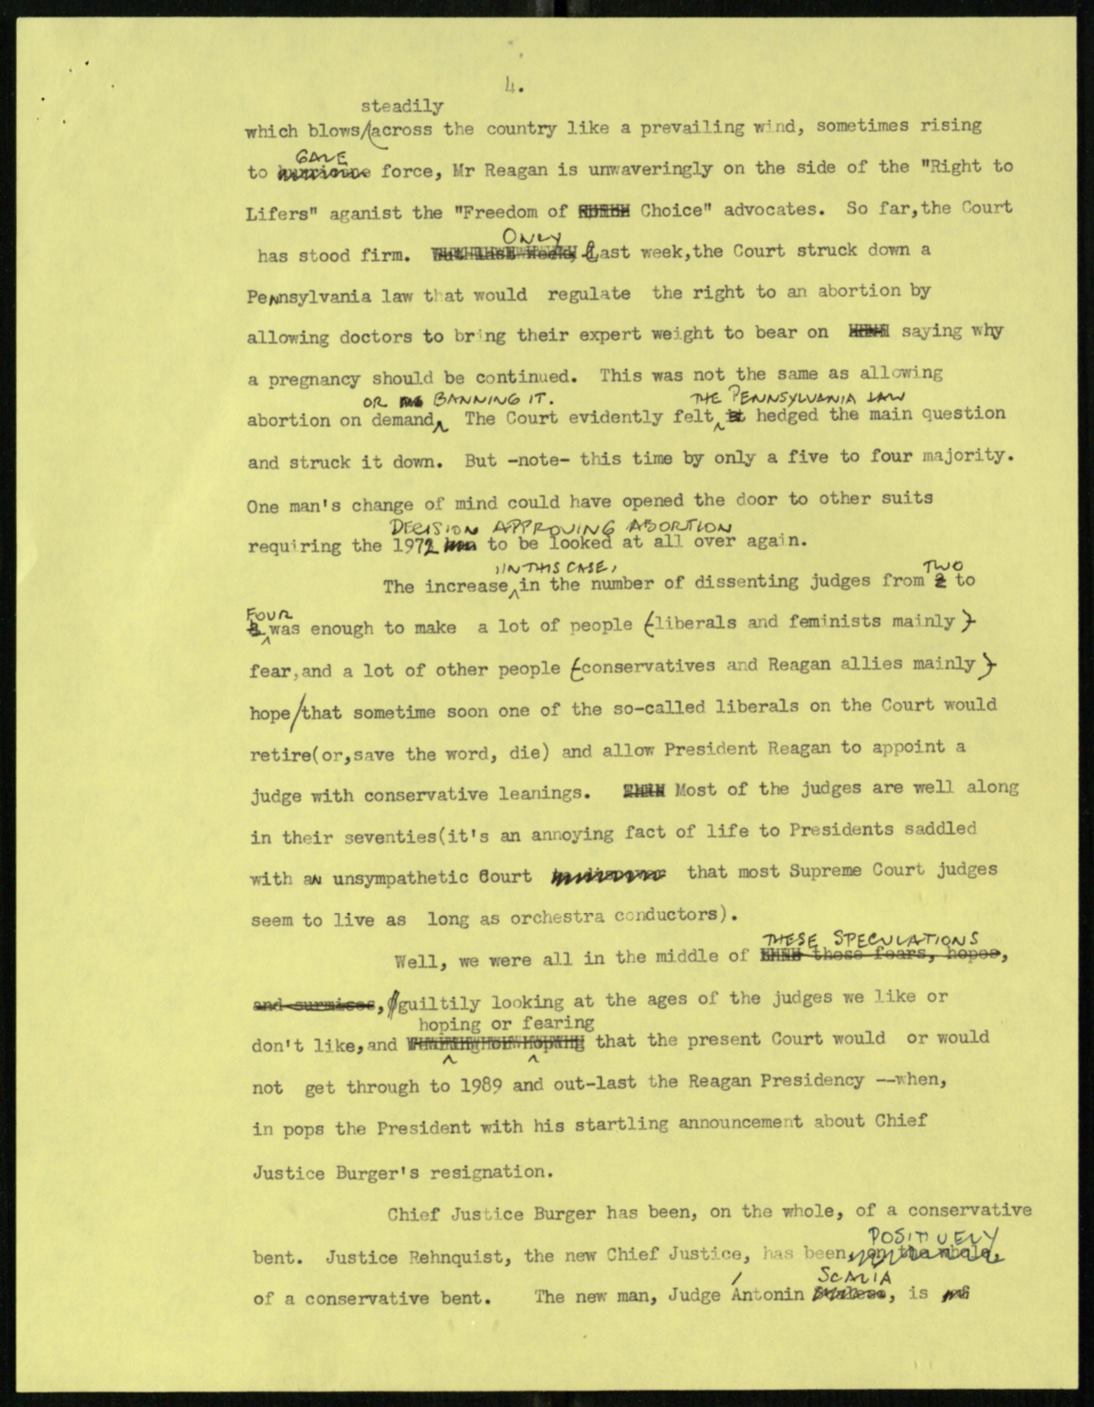 4.
steadily
which blows/across the country like a prevailing wind, sometimes rising
GALE
to hurricane force, Mr Reagan is unwaveringly on the side of the "Right to
Lifers" aganist the "Freedom of Choice" advocates. So far,the Court
ONLY
has stood firm. But last week, Last week,the Court struck down a
Pennsylvania law that would regulate the right to an abortion by
allowing doctors to bring their expert weight to bear on saying why
a pregnancy should be continued. This was not the same as allowing
OR BANNING IT. THE PENNSYLVANIA LAW
abortion on demand The Court evidently felt it hedged the main question
and struck it down. But -note- this time by only a five to four majority.
One man's change of mind could have opened the door to other suits
DECISION APPROVING ABORTION
requiring the 1972 to be looked at all over again.
, IN THIS CASE,
The increase in the number of dissenting judges from 2 to
TWO
FOUR
was enough to make a lot of people (liberals and feminists mainly)
fear,and a lot of other people (conservatives and Reagan allies mainly)
hope/that sometime soon one of the so-called liberals on the Court would
retire(or,save the word, die) and allow President Reagan to appoint a
judge with conservative leanings. Most of the judges are well along
in their seventies(it's an annoying fact of life to Presidents saddled
with an unsympathetic Court that most Supreme Court judges
seem to live as long as orchestra conductors).
THESE SPECULATIONS
Well, we were all in the middle of those fears, hopes,
and surmises, guiltily looking at the ages of the judges we like or
hoping or fearing
don't like,and fearing or hoping that the present Court would or would
not get through to 1989 and out-last the Reagan Presidency --when,
in pops the President with his startling announcement about Chief
Justice Burger's resignation.
Chief Justice Burger has been, on the whole, of a conservative
POSITIVELY
bent. Justice Rehnquist, the new Chief Justice, has been, on the whole,
SCALIA
of a conservative bent. The new man, Judge Antonin , is